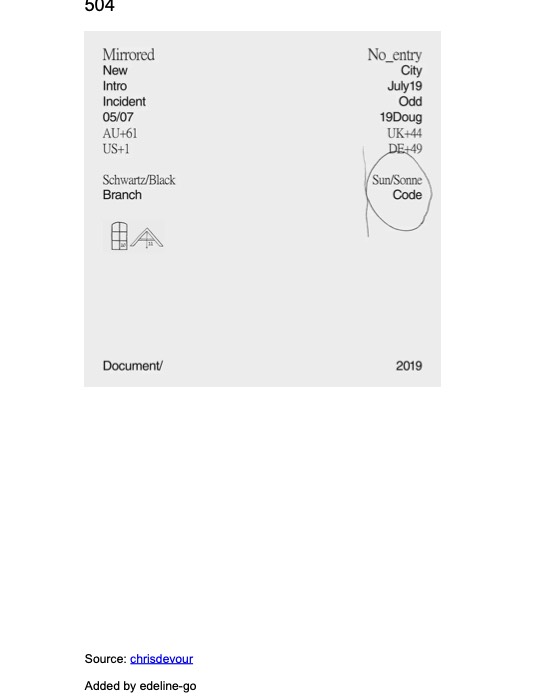 504
Mirrored No_entry
New City
Intro July19
Incident Odd
05/07 19Doug
AU+61 UK+44
US+1 DE+49
Schwartz/Black Sun/Sonne
Branch Code
Document/ 2019
Source: chrisdevour
Added by edeline-go